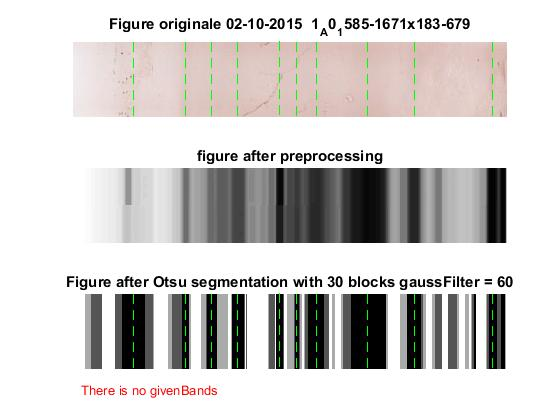 Figure originale 02-10-2015 1A01585-1671x183-679
figure after preprocessing
Figure after Otsu segmentation with 30 blocks gaussFilter = 60
There is no givenBands